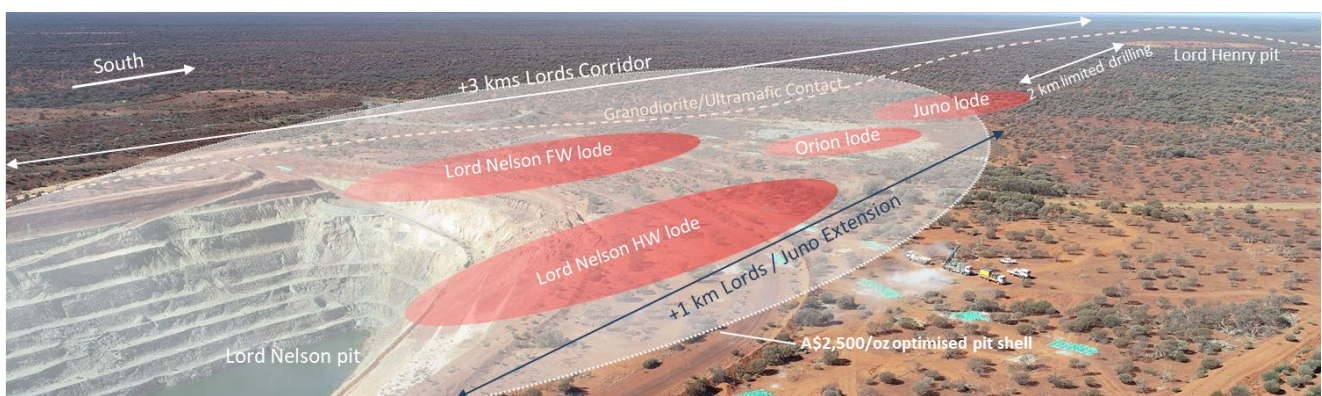 South
+3 kms Lords Corridor
Lord Henry pit
2 km limited drilling
Granodiorite/Ultramafic Contact
Juno lode
Orion lode
Lord Nelson FW lode
Lord Nelson HW lode
+1 km Lords / Juno Extension
A$2,500/oz optimised pit shell
Lord Nelson pit